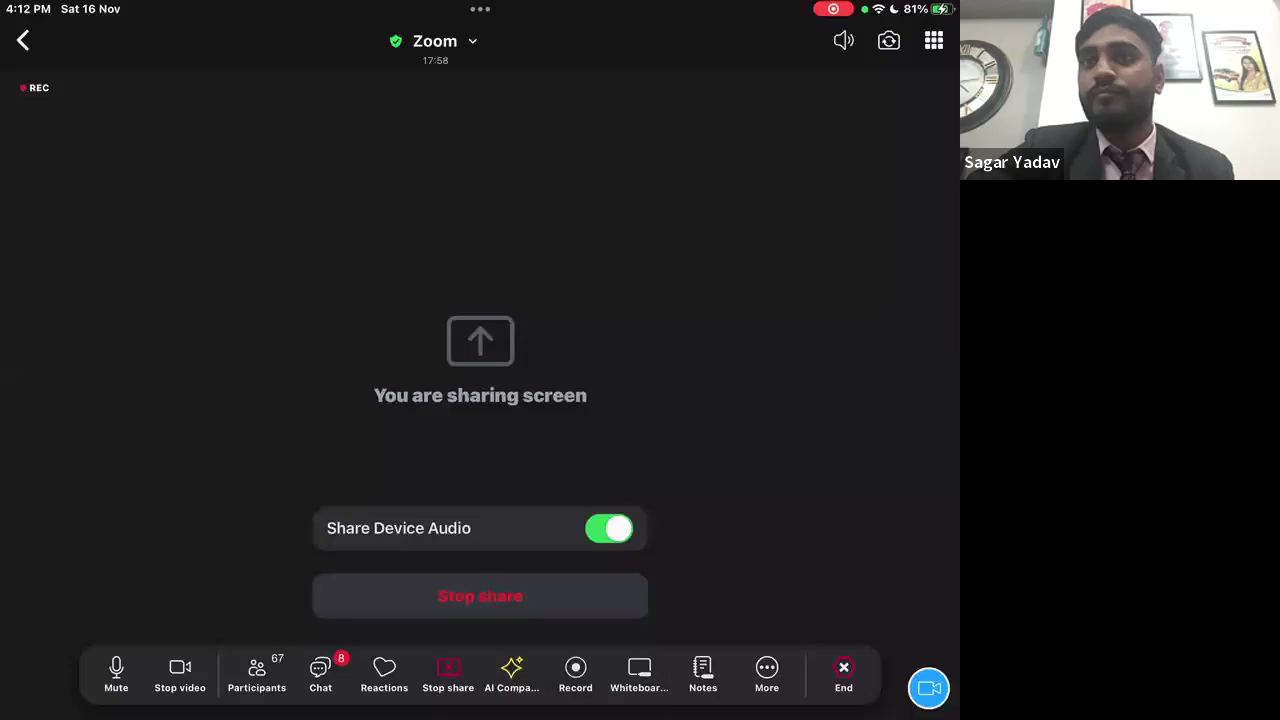 4:12 PM Sat 16 Nov
81%
Zoom
17:58
REC
Sagar Yadav
You are sharing screen
Share Device Audio
Stop share
67
8
Mute
Stop video
Participants
Chat
Reactions
Stop share
AI Compa...
Record
Whiteboar...
Notes
More
End